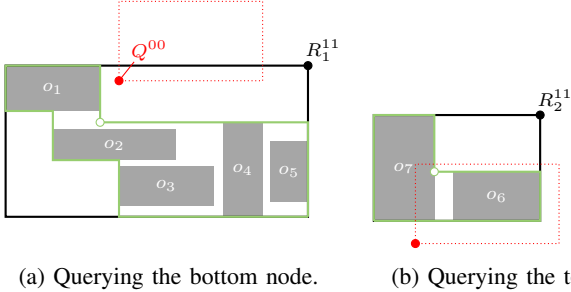 Q^{00}
R_1^{11}
o_1
o_2
o_3
o_4
o_5
R_2^{11}
o_7
o_6
(a) Querying the bottom node.
(b) Querying the t